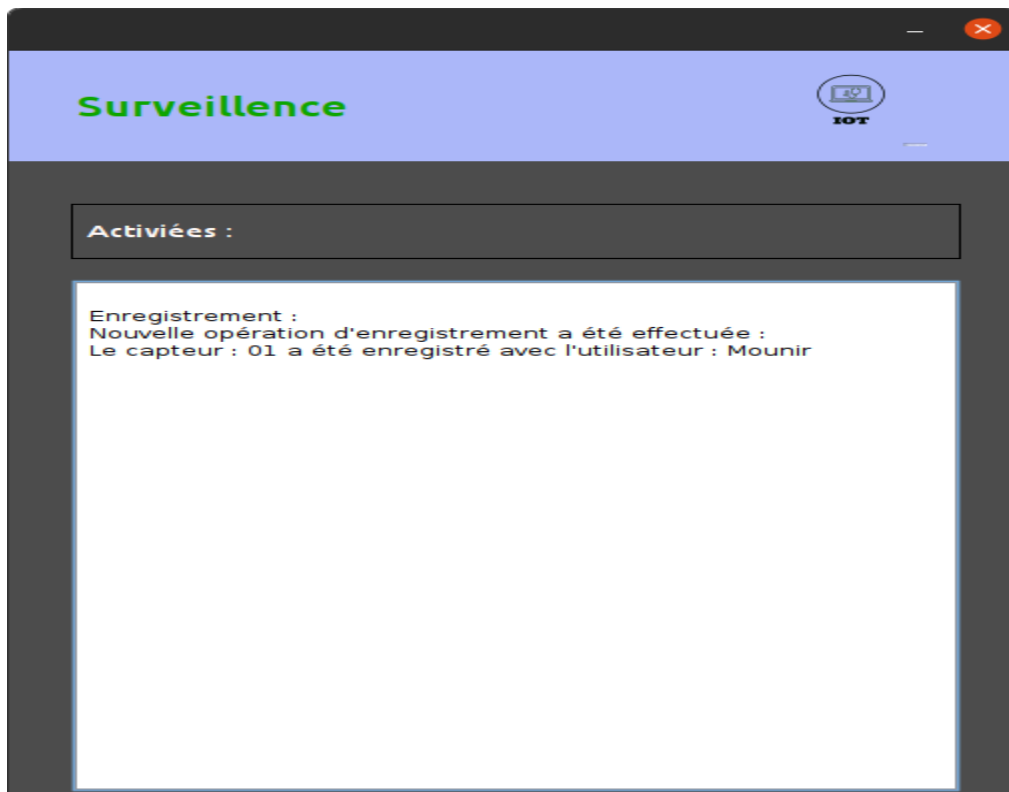 Surveillence
IOT
Activiées :
Enregistrement :
Nouvelle opération d'enregistrement a été effectuée :
Le capteur : 01 a été enregistré avec l'utilisateur : Mounir